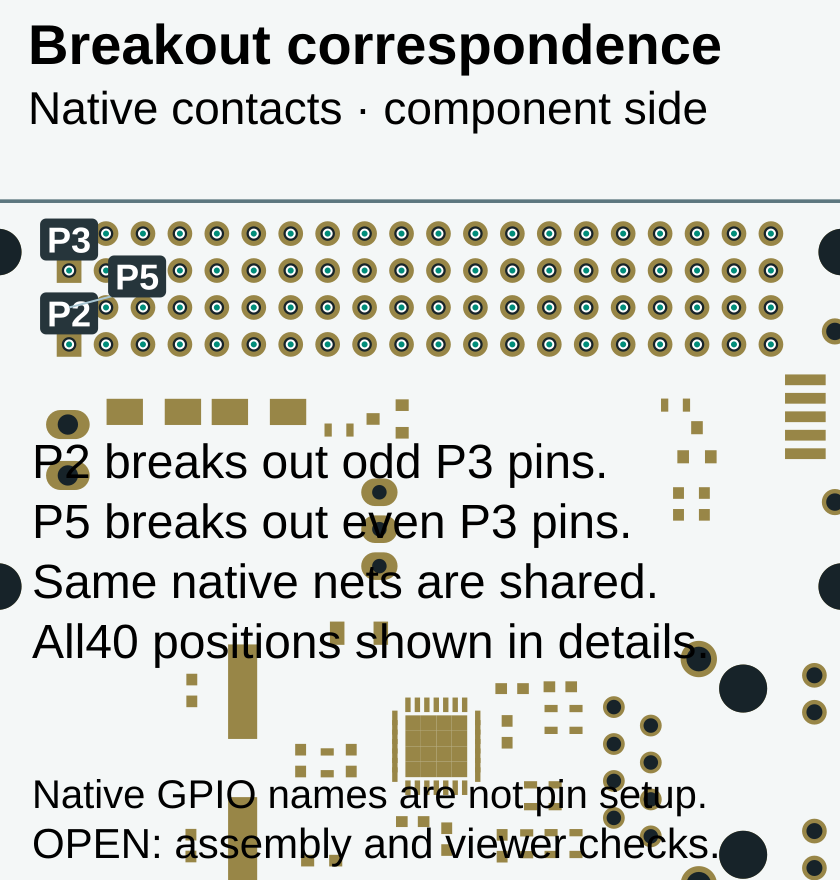 Breakout correspondence
Native contacts · component side
P3
P5
P2
P2 breaks out odd P3 pins.
P5 breaks out even P3 pins.
Same native nets are shared.
All40 positions shown in details.
Native GPIO names are not pin setup.
OPEN: assembly and viewer checks.